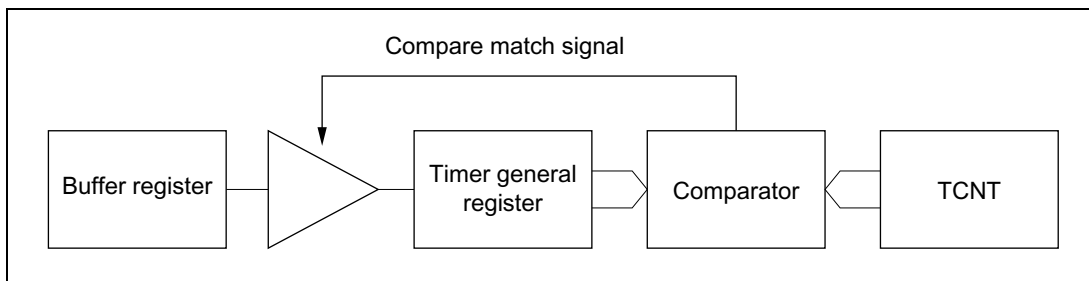 Compare match signal
Buffer register
Timer general
register
Comparator
TCNT